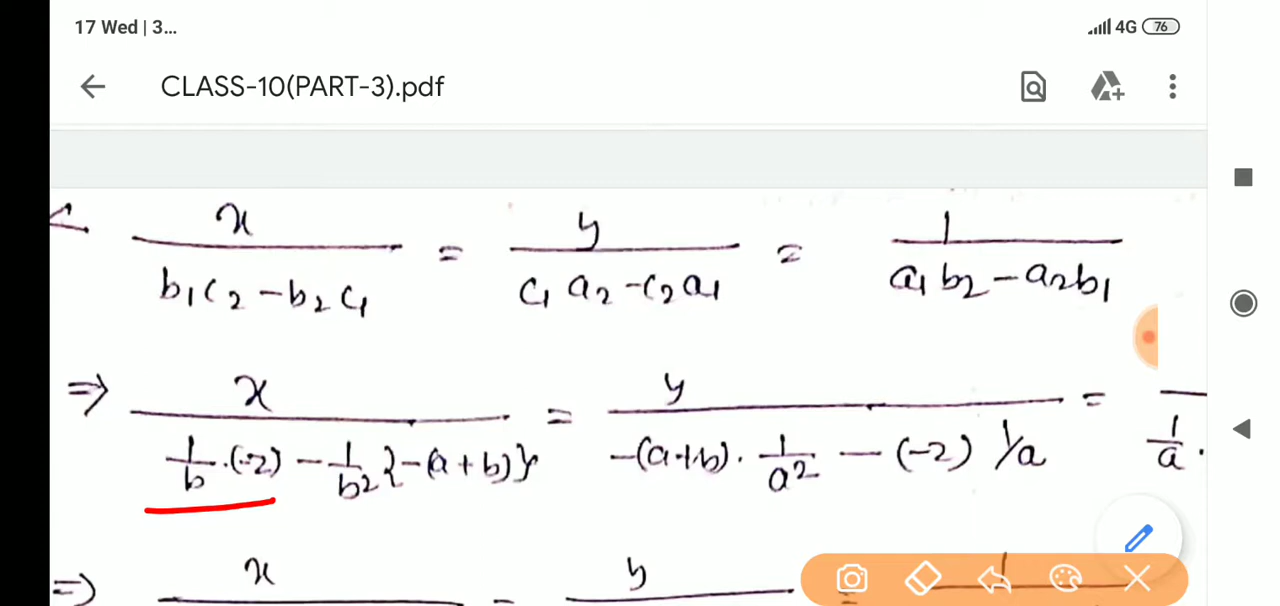 17 Wed | 3... 4G 76
CLASS-10(PART-3).pdf
x / (b₁c₂ - b₂c₁) = y / (c₁a₂ - c₂a₁) = 1 / (a₁b₂ - a₂b₁)
⇒ x / (1/b · (-2) - 1/b² {-(a+b)}) = y / (-(a+b) · 1/a² - (-2) 1/a) = 1/a ·
⇒ x = y = 1